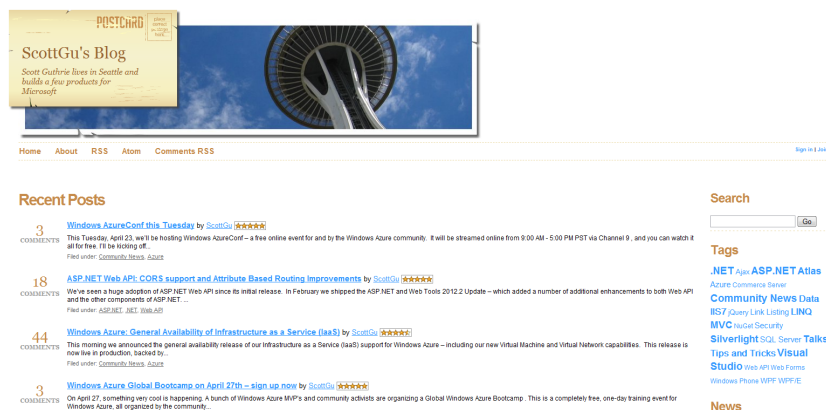 POSTCARD
place
correct
postage
here...
ScottGu's Blog
Scott Guthrie lives in Seattle and
builds a few products for
Microsoft
Home About RSS Atom Comments RSS
Sign in | Joi
Recent Posts
3
COMMENTS
Windows AzureConf this Tuesday by ScottGu
This Tuesday, April 23, we'll be hosting Windows AzureConf – a free online event for and by the Windows Azure community. It will be streamed online from 9:00 AM - 5:00 PM PST via Channel 9 , and you can watch it
all for free. I'll be kicking off...
Filed under: Community News, Azure
18
COMMENTS
ASP.NET Web API: CORS support and Attribute Based Routing Improvements by ScottGu
We've seen a huge adoption of ASP.NET Web API since its initial release. In February we shipped the ASP.NET and Web Tools 2012.2 Update – which added a number of additional enhancements to both Web API
and the other components of ASP.NET. ...
Filed under: ASP.NET, .NET, Web API
44
COMMENTS
Windows Azure: General Availability of Infrastructure as a Service (IaaS) by ScottGu
This morning we announced the general availability release of our Infrastructure as a Service (IaaS) support for Windows Azure – including our new Virtual Machine and Virtual Network capabilities. This release is
now live in production, backed by...
Filed under: Community News, Azure
3
COMMENTS
Windows Azure Global Bootcamp on April 27th – sign up now by ScottGu
On April 27, something very cool is happening. A bunch of Windows Azure MVP's and community activists are organizing a Global Windows Azure Bootcamp . This is a completely free, one-day training event for
Windows Azure, all organized by the community...
Search
Go
Tags
.NET Ajax ASP.NET Atlas
Azure Commerce Server
Community News Data
IIS7 jQuery Link Listing LINQ
MVC NuGet Security
Silverlight SQL Server Talks
Tips and Tricks Visual
Studio Web API Web Forms
Windows Phone WPF WPF/E
News